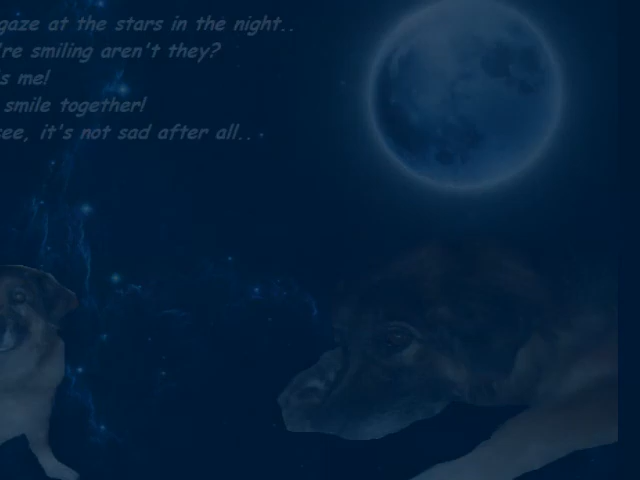 gaze at the stars in the night..
're smiling aren't they?
s me!
smile together!
see, it's not sad after all...